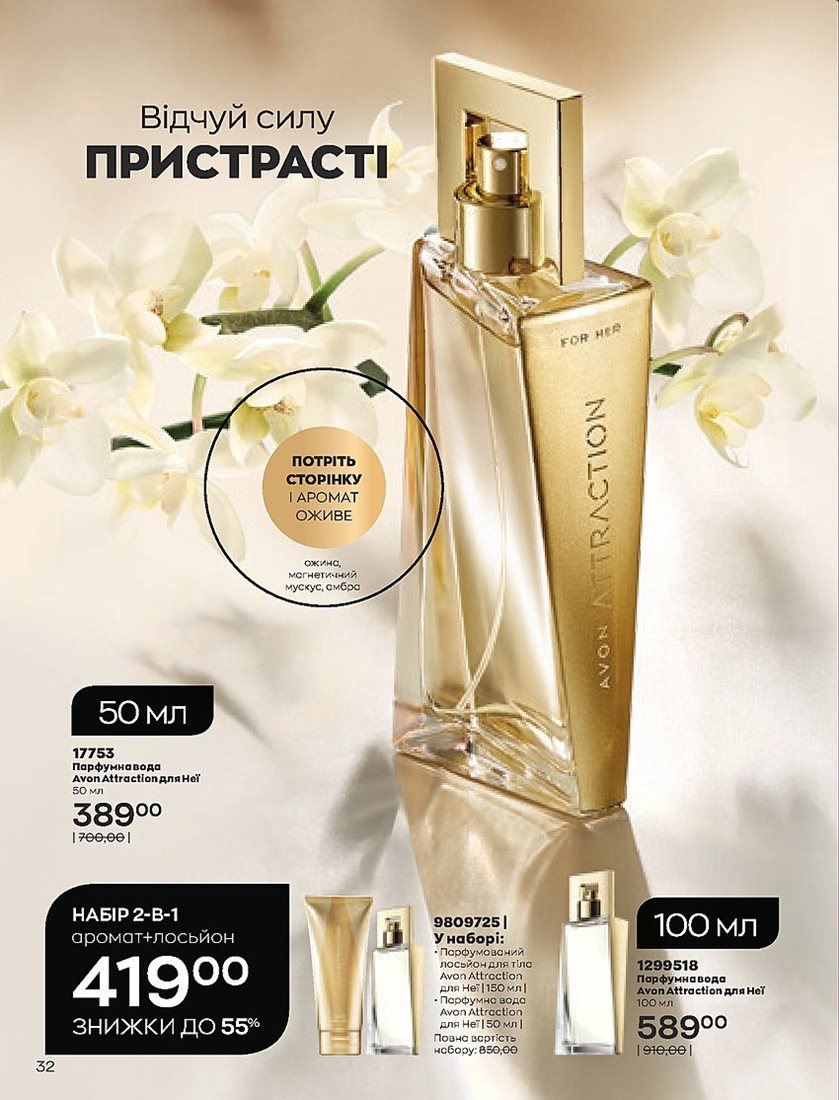 Відчуй силу
ПРИСТРАСТІ
FOR HER
AVON ATTRACTION
ПОТРІТЬ
СТОРІНКУ
І АРОМАТ
ОЖИВЕ
ожина,
магнетичний
мускус, амбра
50 мл
17753
Парфумна вода
Avon Attraction для Неї
50 мл
389⁰⁰
|700,00|
НАБІР 2-В-1
аромат+лосьйон
419⁰⁰
ЗНИЖКИ ДО 55%
9809725 |
У наборі:
• Парфумований
лосьйон для тіла
Avon Attraction
для Неї | 150 мл |
• Парфумна вода
Avon Attraction
для Неї | 50 мл |
Повна вартість
набору: 850,00
100 мл
1299518
Парфумна вода
Avon Attraction для Неї
100 мл
589⁰⁰
|910,00|
32